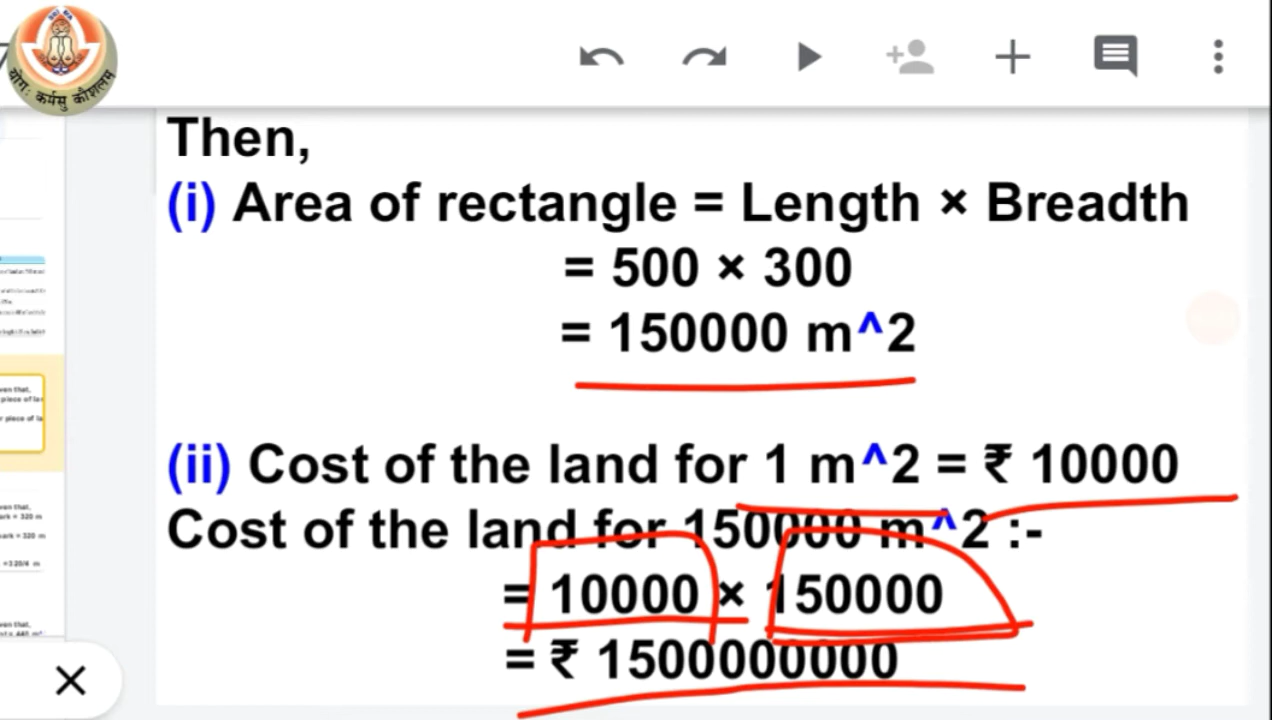 योगः कर्मसु कौशलम्
Then,
(i) Area of rectangle = Length × Breadth
= 500 × 300
= 150000 m^2
(ii) Cost of the land for 1 m^2 = ₹ 10000
Cost of the land for 150000 m^2 :-
= 10000 × 150000
= ₹ 1500000000